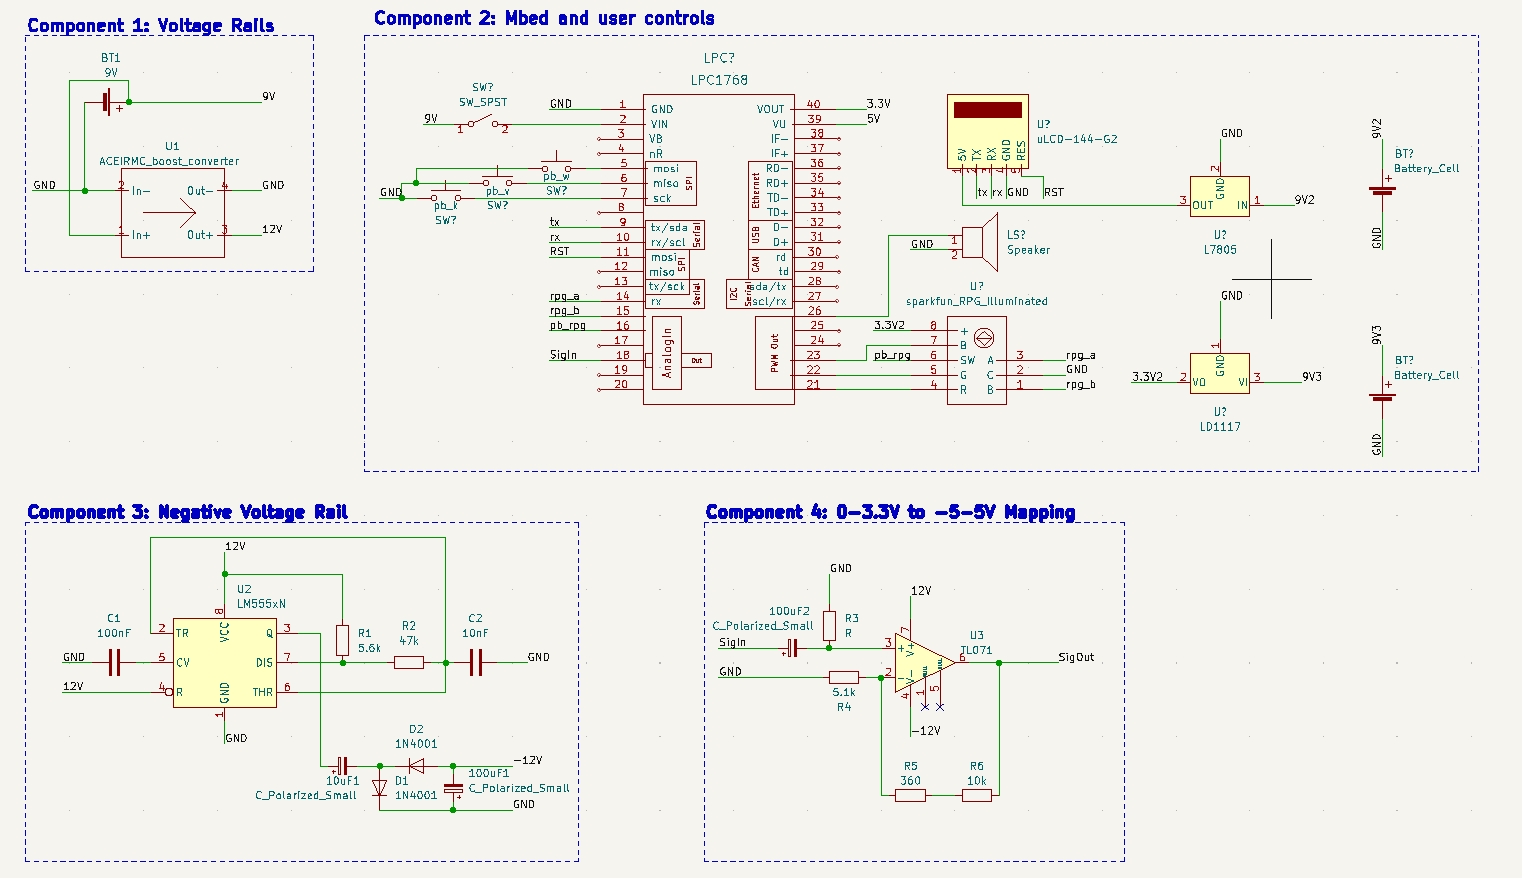 Component 1: Voltage Rails
BT1
9V
+
9V
U1
ACEIRMC_boost_converter
GND
2 In- Out- 4
GND
1 In+ Out+ 3
12V
Component 2: Mbed and user controls
LPC?
LPC1768
SW?
SW_SPST
9V
1 2
GND
pb_w
SW?
pb_v
SW?
pb_k
SW?
GND
GND 1 GND VOUT 40 3.3V
2 VIN VU 39 5V
3 VB IF- 38
4 nR IF+ 37
5 mosi RD- 36
6 miso RD+ 35
7 sck TD- 34
8 TD+ 33
tx 9 tx/sda D- 32
rx 10 rx/scl D+ 31
RST 11 mosi rd 30
12 miso td 29
13 tx/sck sda/tx 28
rpg_a 14 rx scl/rx 27
rpg_b 15 26
pb_rpg 16 25
17 24
SigIn 18 23
19 22
20 21
SPI
Serial
SPI
Serial
AnalogIn
Out
Ethernet
USB
CAN
I2C
Serial
PWM Out
U?
uLCD-144-G2
5V TX RX GND RES
1 2 3 4 5
tx rx GND RST
GND
1
2
LS?
Speaker
U?
sparkfun_RPG_illuminated
3.3V2 8 +
7 B
pb_rpg 6 SW A 3 rpg_a
5 G C 2 GND
4 R B 1 rpg_b
GND
2
GND
3 OUT IN 1 9V2
U?
L7805
GND
1
GND
3.3V2 2 VO VI 3 9V3
U?
LD1117
9V2
BT?
Battery_Cell
+
GND
9V3
BT?
Battery_Cell
+
GND
Component 3: Negative Voltage Rail
12V
U2
LM555xN
8
VCC
C1
100nF
GND
12V
2 TR Q 3
5 CV DIS 7
4 R THR 6
GND
1
GND
R1
5.6k
R2
47k
C2
10nF
GND
D2
1N4001
10uF1
C_Polarized_Small
D1
1N4001
-12V
100uF1
C_Polarized_Small
GND
Component 4: 0-3.3V to -5-5V Mapping
GND
100uF2
C_Polarized_Small
SigIn
R3
R
12V
7
V+
U3
TL071
3 +
2 -
6
SigOut
V-
4 1 5
-12V
GND
5.1k
R4
R5
360
R6
10k